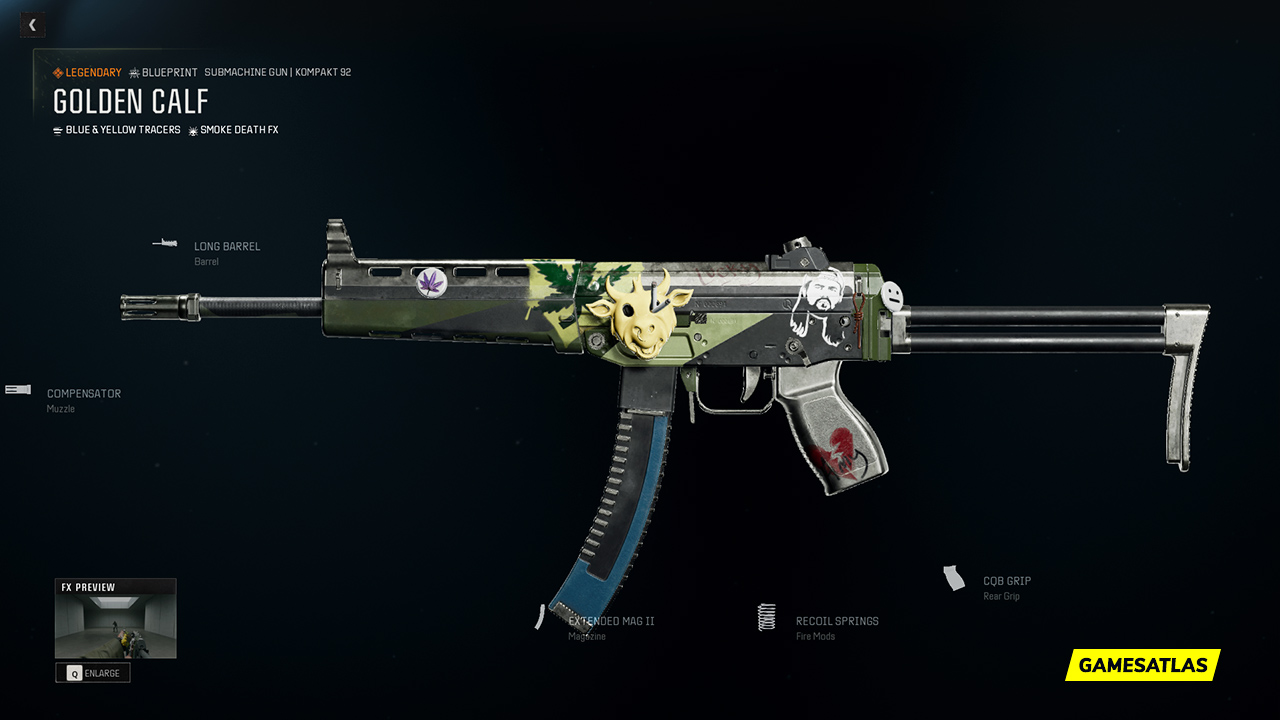 LEGENDARY BLUEPRINT SUBMACHINE GUN | KOMPAKT 92
GOLDEN CALF
BLUE & YELLOW TRACERS SMOKE DEATH FX
LONG BARREL
Barrel
COMPENSATOR
Muzzle
EXTENDED MAG II
Magazine
RECOIL SPRINGS
Fire Mods
CQB GRIP
Rear Grip
FX PREVIEW
Q ENLARGE
GAMESATLAS